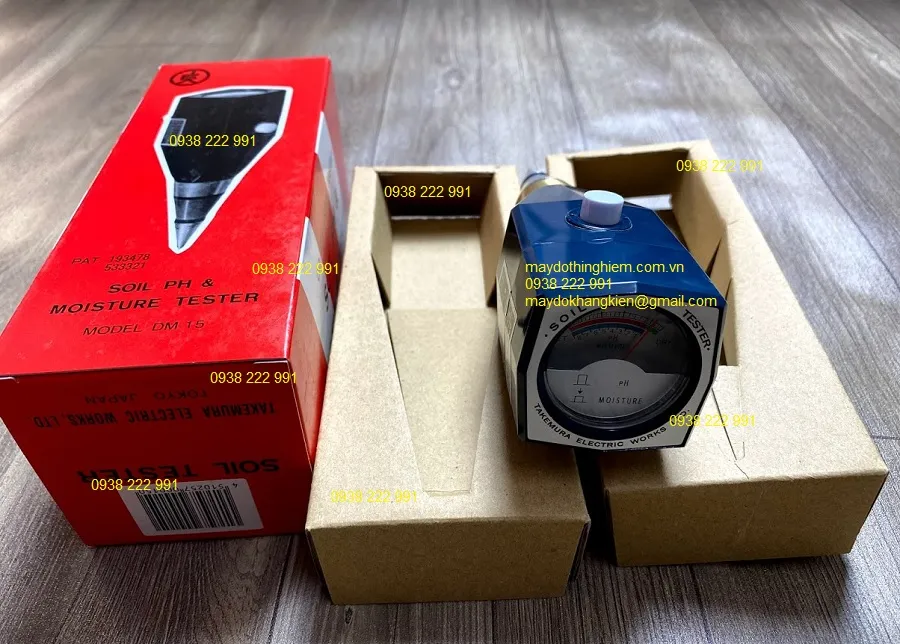 0938 222 991
0938 222 991
0938 222 991
PAT 193478
533321
0938 222 991
SOIL PH &
MOISTURE TESTER
MODEL DM 15
maydothinghiem.com.vn
0938 222 991
maydokhangkien@gmail.com
SOIL
TESTER
DRY
pH
MOISTURE
TAKEMURA ELECTRIC WORKS
0938 222 991
TOKYO, JAPAN
TAKEMURA ELECTRIC WORKS, LTD
0938 222 991
SOIL TESTER
0938 222 991
0938 222 991